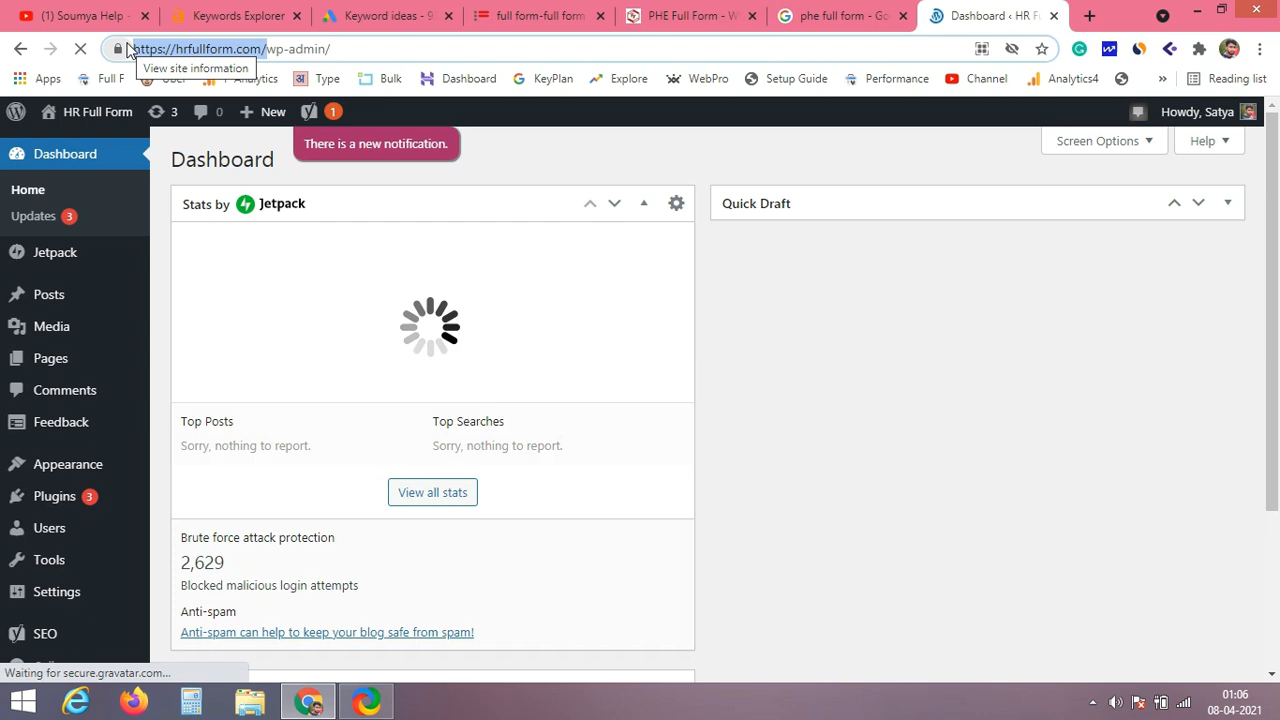 (1) Soumya Help -
Keywords Explorer
Keyword ideas - 9
full form-full form
PHE Full Form - W
phe full form - Go
Dashboard ‹ HR F
https://hrfullform.com/wp-admin/
View site information
Apps
Full F
Analytics
Type
Bulk
Dashboard
KeyPlan
Explore
WebPro
Setup Guide
Channel
Analytics4
»
Reading list
HR Full Form
3
0
New
1
Howdy, Satya
There is a new notification.
Screen Options
Help
Dashboard
Home
Updates 3
Jetpack
Posts
Media
Pages
Comments
Feedback
Appearance
Plugins 3
Users
Tools
Settings
SEO
Dashboard
Stats by Jetpack
Quick Draft
Top Posts
Top Searches
Sorry, nothing to report.
Sorry, nothing to report.
View all stats
Brute force attack protection
2,629
Blocked malicious login attempts
Anti-spam
Anti-spam can help to keep your blog safe from spam!
Waiting for secure.gravatar.com...
01:06
08-04-2021